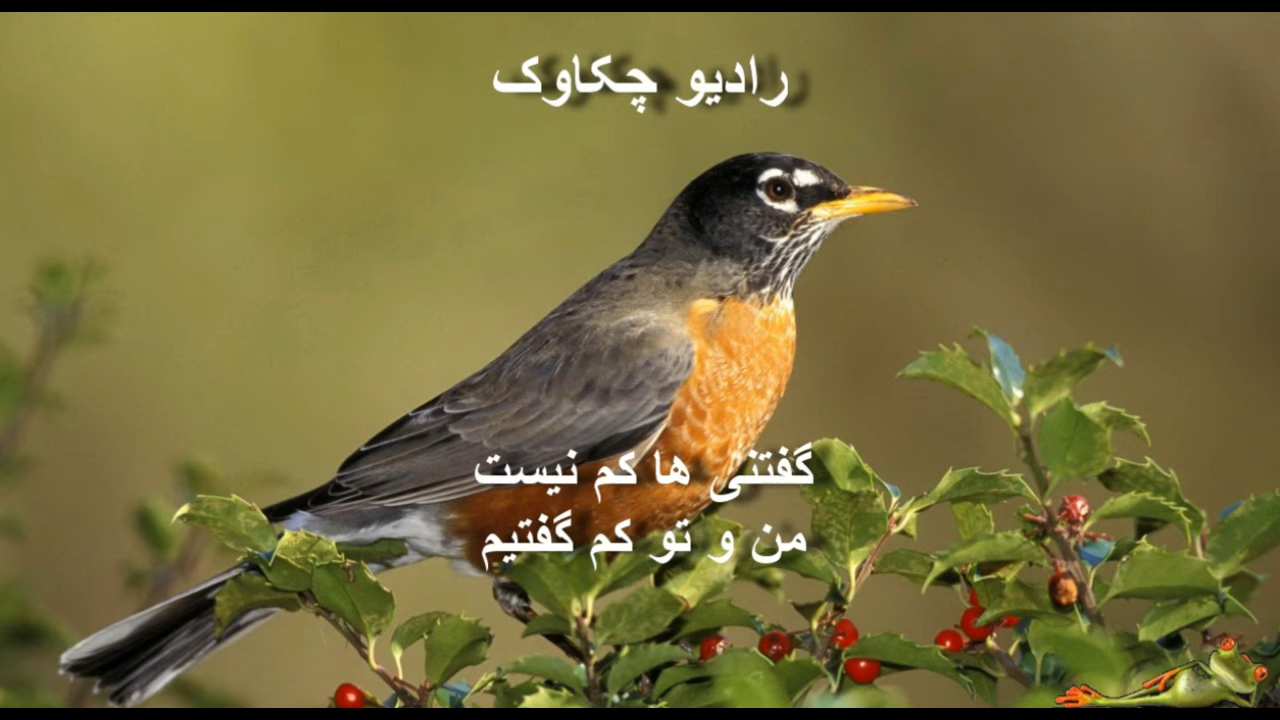 رادیو چکاوک
گفتنی ها کم نیست
من و تو کم گفتیم